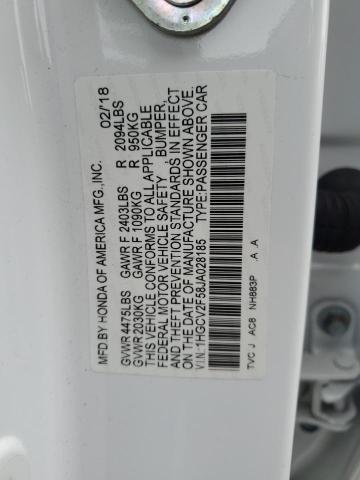 MFD.BY HONDA OF AMERICA MFG.,INC. 02/'18
GVWR 4475LBS GAWR F 2403LBS R 2094LBS
GVWR 2030KG GAWR F 1090KG R 950KG
THIS VEHICLE CONFORMS TO ALL APPLICABLE
FEDERAL MOTOR VEHICLE SAFETY, BUMPER,
AND THEFT PREVENTION STANDARDS IN EFFECT
ON THE DATE OF MANUFACTURE SHOWN ABOVE.
V.I.N.:1HGCV2F58JA028185 TYPE:PASSENGER CAR
TVC J AC8 NH883P .A .A